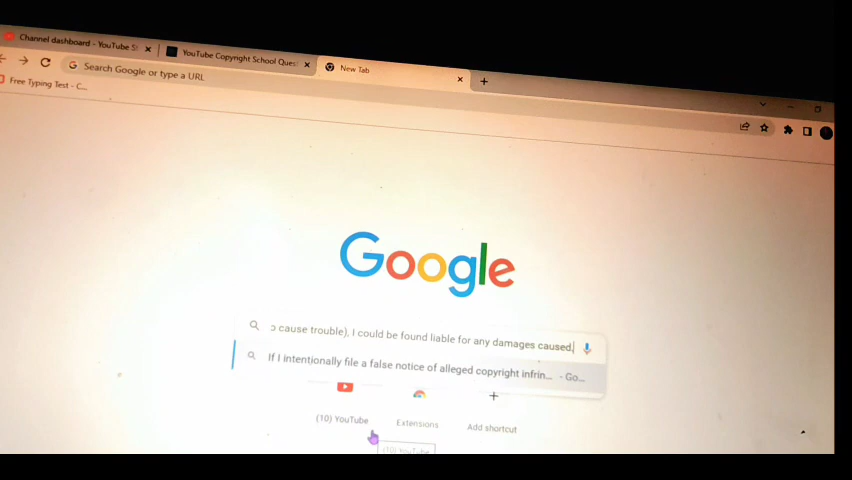 Channel dashboard - YouTube S
YouTube Copyright School Ques
New Tab
Search Google or type a URL
Free Typing Test - C...
Google
cause trouble), I could be found liable for any damages caused.
If I intentionally file a false notice of alleged copyright infrin... - Go...
(10) YouTube
Extensions
Add shortcut
(10) YouTube